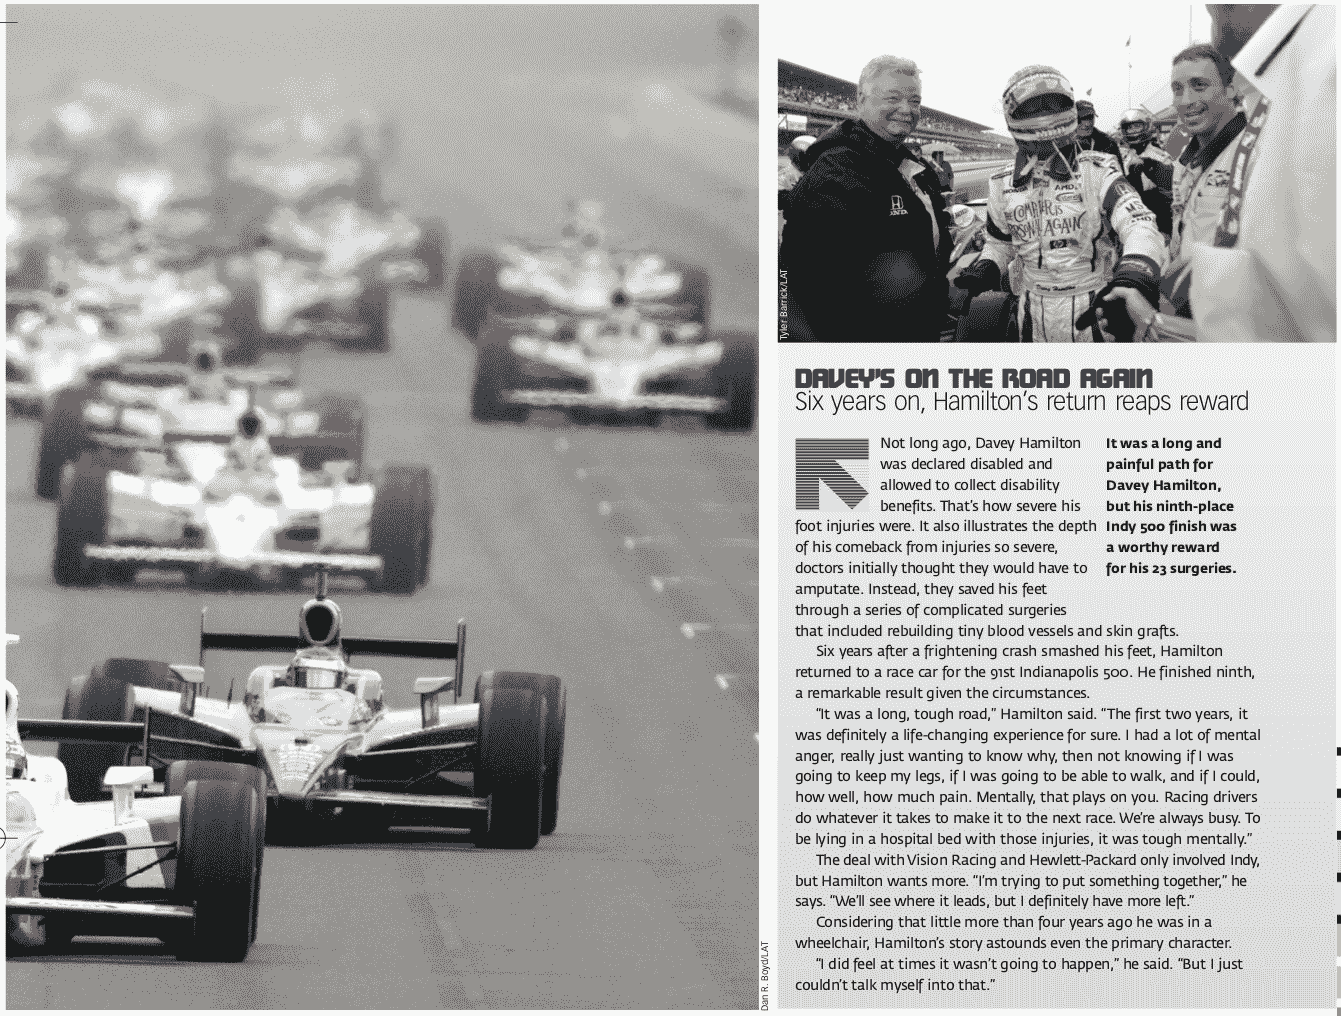 Tyler Barrick/LAT
HONDA
AMD
THE COMPUTER IS
PERSONAL AGAIN
hp
Davey Hamilton
DAVEY'S ON THE ROAD AGAIN
Six years on, Hamilton's return reaps reward
Not long ago, Davey Hamilton
was declared disabled and
allowed to collect disability
benefits. That's how severe his
foot injuries were. It also illustrates the depth
of his comeback from injuries so severe,
doctors initially thought they would have to
amputate. Instead, they saved his feet
through a series of complicated surgeries
that included rebuilding tiny blood vessels and skin grafts.
Six years after a frightening crash smashed his feet, Hamilton
returned to a race car for the 91st Indianapolis 500. He finished ninth,
a remarkable result given the circumstances.
“It was a long, tough road,” Hamilton said. “The first two years, it
was definitely a life-changing experience for sure. I had a lot of mental
anger, really just wanting to know why, then not knowing if I was
going to keep my legs, if I was going to be able to walk, and if I could,
how well, how much pain. Mentally, that plays on you. Racing drivers
do whatever it takes to make it to the next race. We're always busy. To
be lying in a hospital bed with those injuries, it was tough mentally.”
The deal with Vision Racing and Hewlett-Packard only involved Indy,
but Hamilton wants more. “I'm trying to put something together,” he
says. “We'll see where it leads, but I definitely have more left.”
Considering that little more than four years ago he was in a
wheelchair, Hamilton's story astounds even the primary character.
“I did feel at times it wasn't going to happen,” he said. “But I just
couldn't talk myself into that.”
It was a long and
painful path for
Davey Hamilton,
but his ninth-place
Indy 500 finish was
a worthy reward
for his 23 surgeries.
Dan R. Boyd/LAT